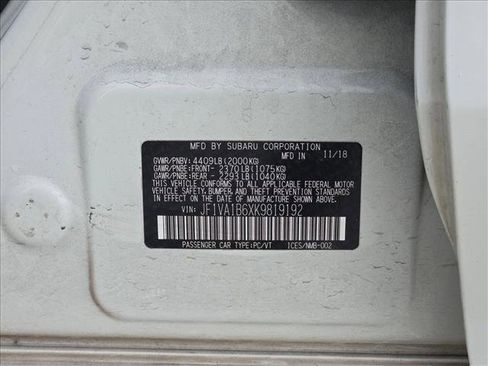 MFD BY SUBARU CORPORATION
GVWR/PNBV: 4409LB(2000KG) MFD IN 11/18
GAWR/PNBE:FRONT- 2370LB(1075KG)
GAWR/PNBE:REAR - 2293LB(1040KG)
THIS VEHICLE CONFORMS TO ALL APPLICABLE FEDERAL MOTOR
VEHICLE SAFETY, BUMPER, AND THEFT PREVENTION STANDARDS
IN EFFECT ON THE DATE OF MANUFACTURE SHOWN ABOVE.
VIN: JF1VA1B6XK9819192
PASSENGER CAR TYPE:PC/VT ICES/NMB-002